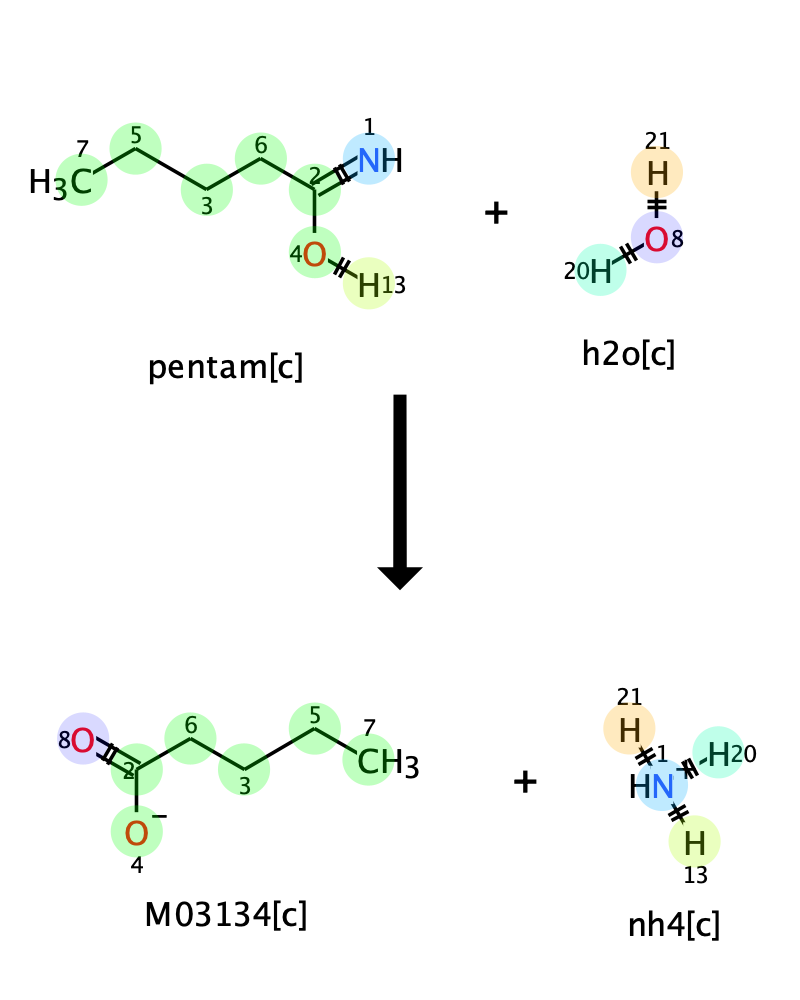 1
21
7 5 6 2 NH H
H3C 3 + O8
4O 20H
H13
pentam[c] h2o[c]
21
6 5 7 H 1 H20
8O 2 3 CH3 + HN+
O− H
4 13
M03134[c] nh4[c]